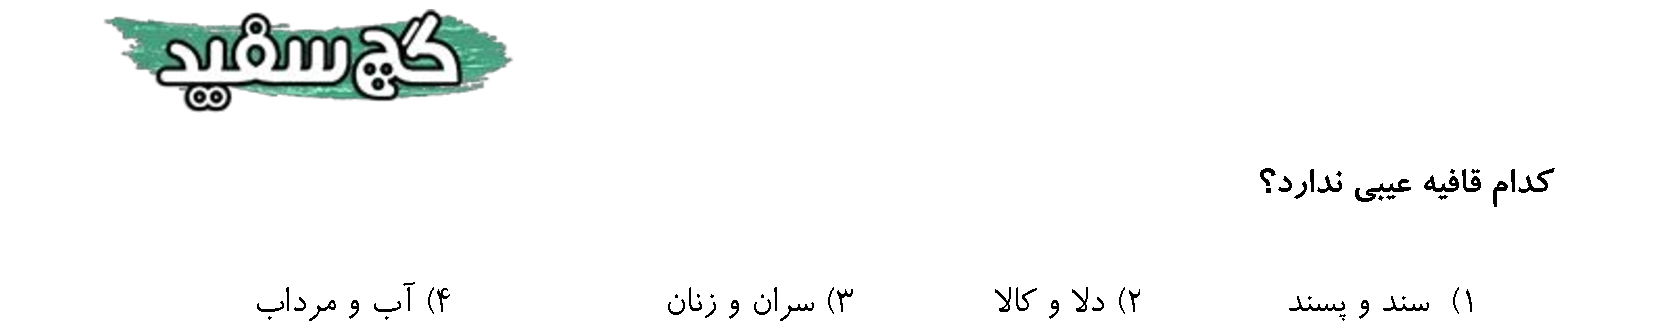 گچ سفید
کدام قافیه عیبی ندارد؟
۱) سند و پسند ۲) دلا و کالا ۳) سران و زنان ۴) آب و مرداب